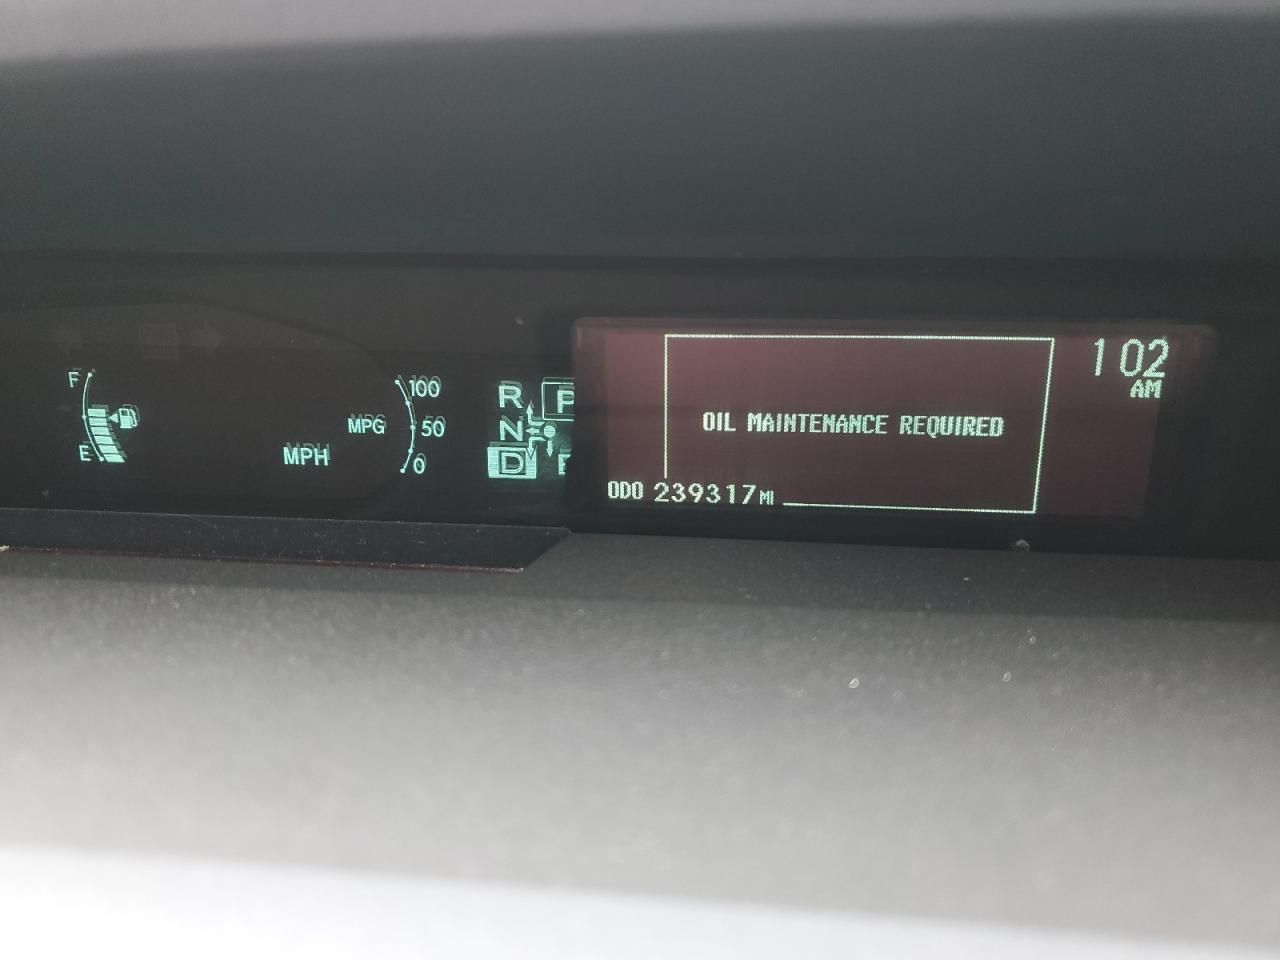 F
E
MPG
MPH
100
50
0
R
N
D
P
OIL MAINTENANCE REQUIRED
ODO 239317 MI
1 02
AM